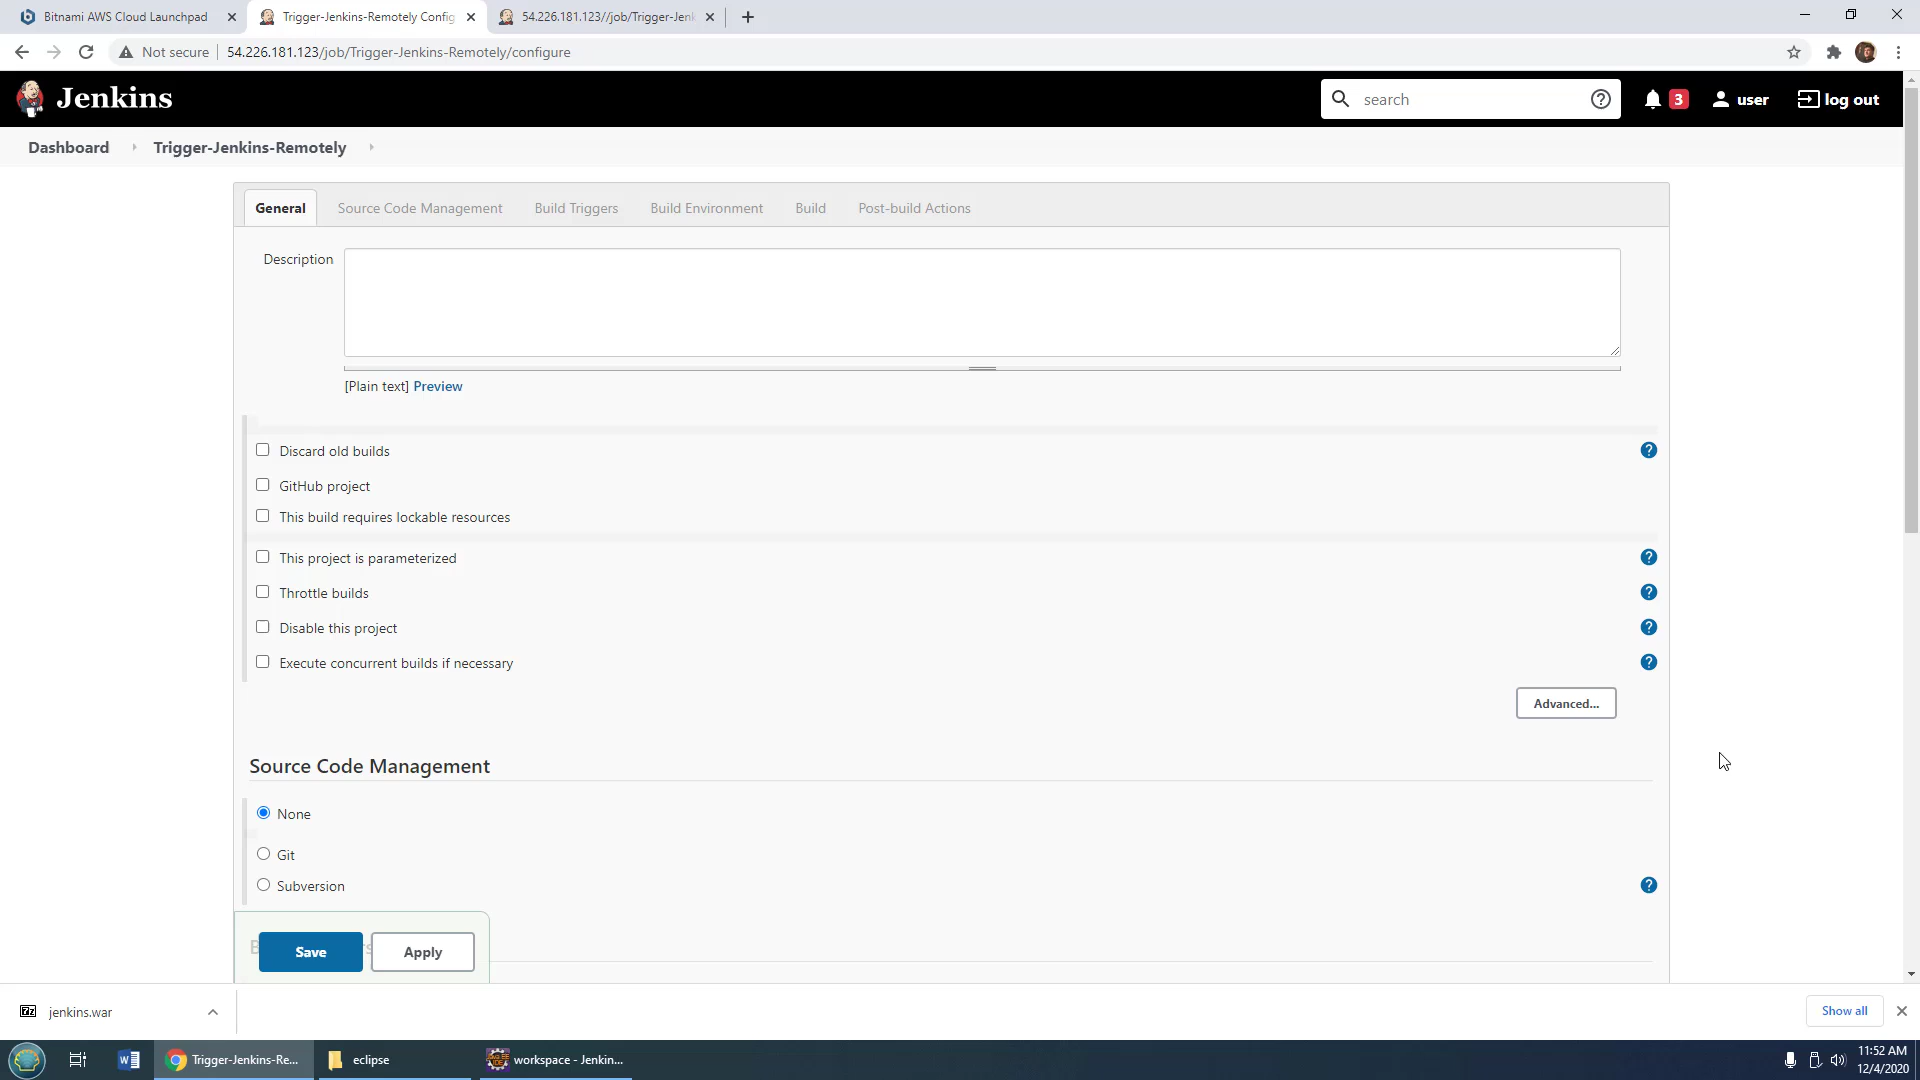 Bitnami AWS Cloud Launchpad
Trigger-Jenkins-Remotely Config
54.226.181.123//job/Trigger-Jen
Not secure
54.226.181.123/job/Trigger-Jenkins-Remotely/configure
Jenkins
search
3
user
log out
Dashboard
Trigger-Jenkins-Remotely
General
Source Code Management
Build Triggers
Build Environment
Build
Post-build Actions
Description
[Plain text] Preview
Discard old builds
GitHub project
This build requires lockable resources
This project is parameterized
Throttle builds
Disable this project
Execute concurrent builds if necessary
Advanced...
Source Code Management
None
Git
Subversion
Save
Apply
jenkins.war
Show all
Trigger-Jenkins-Re...
eclipse
workspace - Jenkin...
11:52 AM
12/4/2020